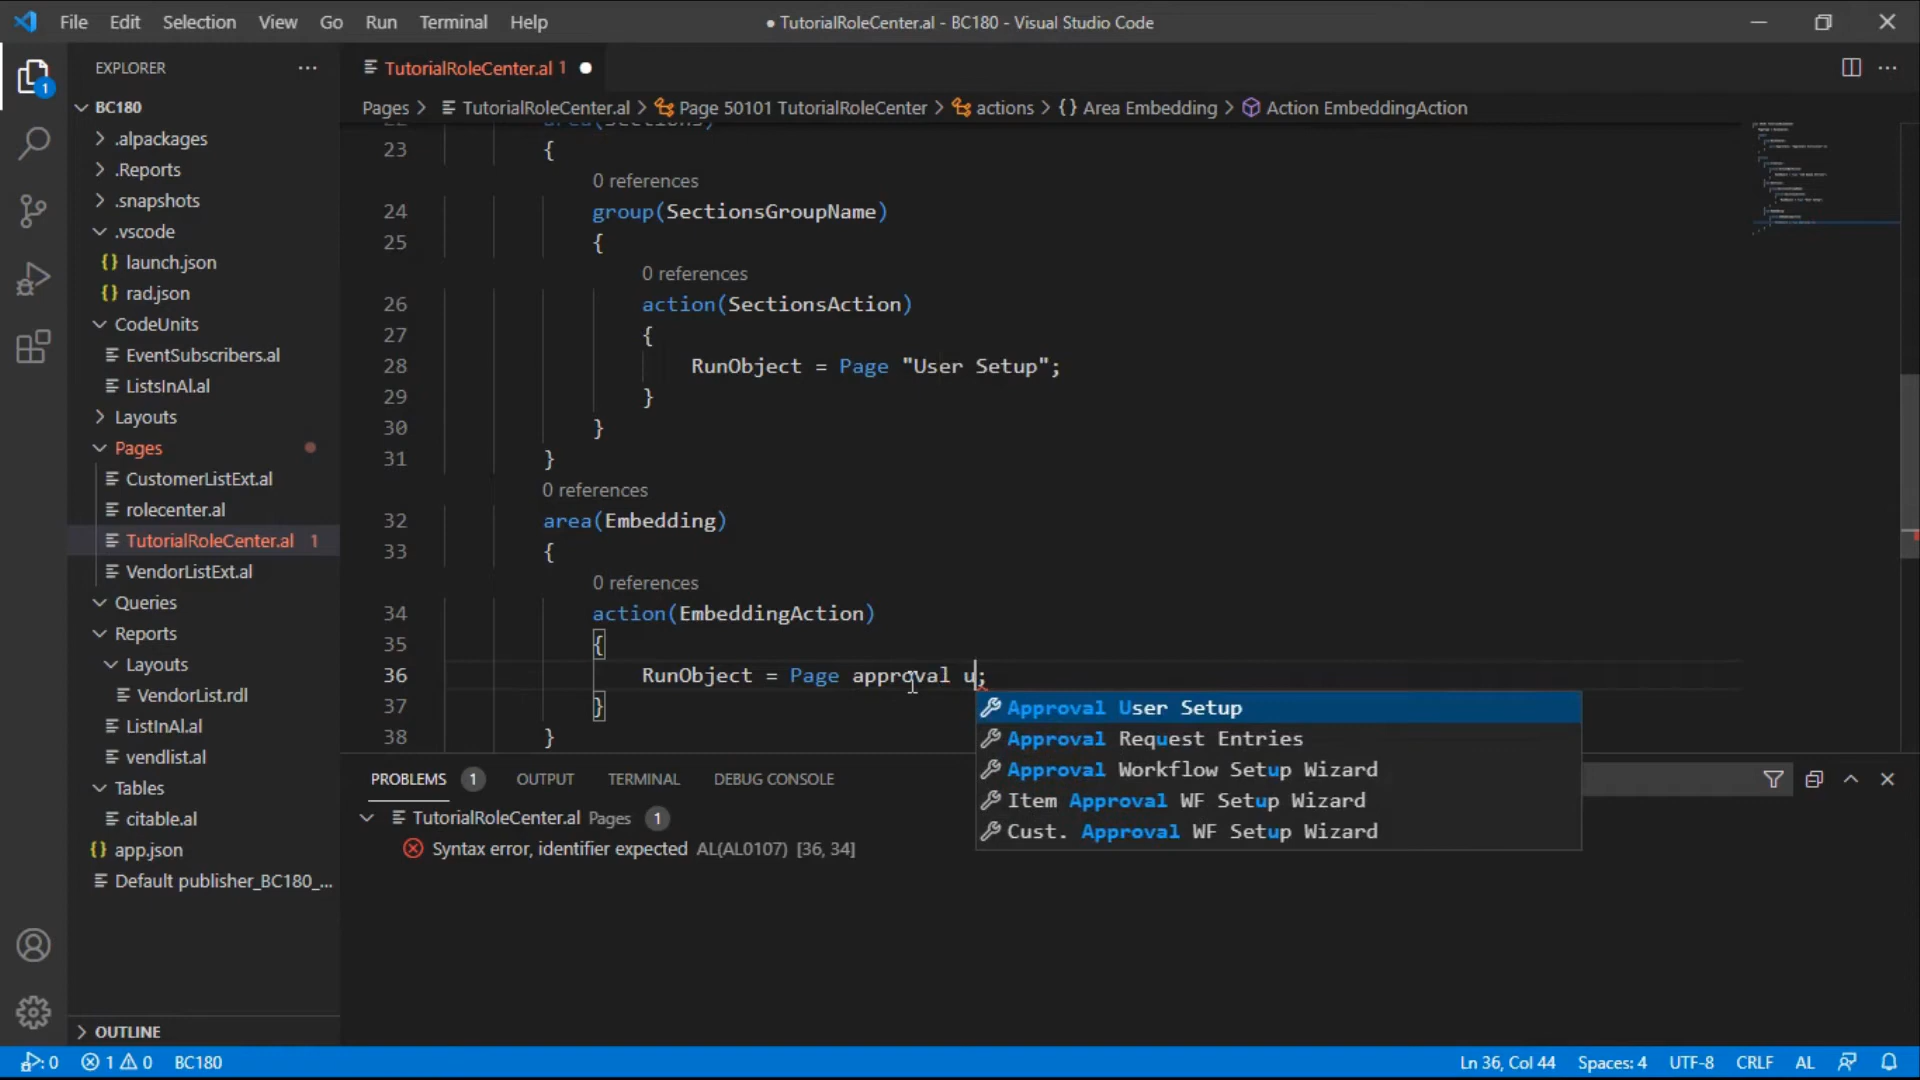 File Edit Selection View Go Run Terminal Help ● TutorialRoleCenter.al - BC180 - Visual Studio Code
EXPLORER
TutorialRoleCenter.al 1
Pages > TutorialRoleCenter.al > Page 50101 TutorialRoleCenter > actions > {} Area Embedding > Action EmbeddingAction
1
BC180
.alpackages
.Reports
.snapshots
.vscode
{} launch.json
{} rad.json
CodeUnits
EventSubscribers.al
ListsInAl.al
Layouts
Pages
CustomerListExt.al
rolecenter.al
TutorialRoleCenter.al 1
VendorListExt.al
Queries
Reports
Layouts
VendorList.rdl
ListInAl.al
vendlist.al
Tables
citable.al
{} app.json
Default publisher_BC180_...
OUTLINE
22 area(Sections)
23 {
0 references
24 group(SectionsGroupName)
25 {
0 references
26 action(SectionsAction)
27 {
28 RunObject = Page "User Setup";
29 }
30 }
31 }
0 references
32 area(Embedding)
33 {
0 references
34 action(EmbeddingAction)
35 {
36 RunObject = Page approval u;
37 }
38 }
Approval User Setup
Approval Request Entries
Approval Workflow Setup Wizard
Item Approval WF Setup Wizard
Cust. Approval WF Setup Wizard
PROBLEMS 1 OUTPUT TERMINAL DEBUG CONSOLE
TutorialRoleCenter.al Pages 1
Syntax error, identifier expected AL(AL0107) [36, 34]
: 0 1 0 BC180 Ln 36, Col 44 Spaces: 4 UTF-8 CRLF AL